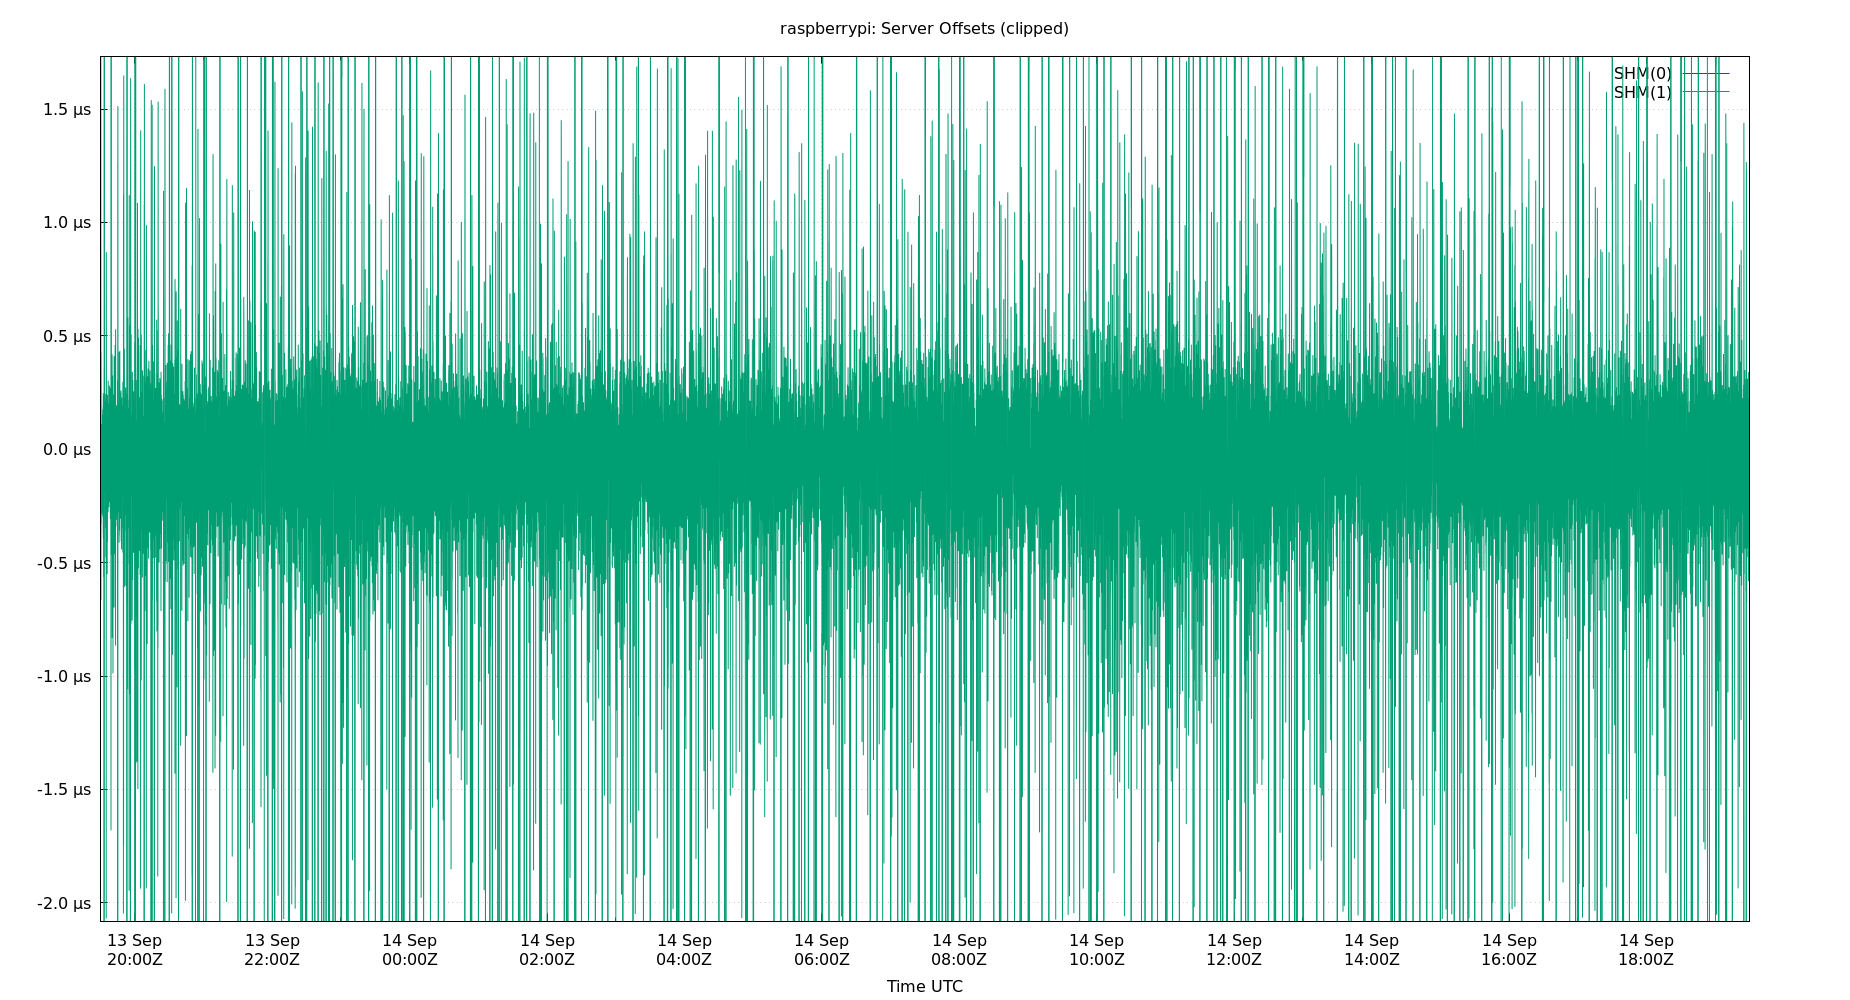 raspberrypi: Server Offsets (clipped)
SHM(0)
SHM(1)
1.5 µs
1.0 µs
0.5 µs
0.0 µs
-0.5 µs
-1.0 µs
-1.5 µs
-2.0 µs
13 Sep 13 Sep 14 Sep 14 Sep 14 Sep 14 Sep 14 Sep 14 Sep 14 Sep 14 Sep 14 Sep 14 Sep
20:00Z 22:00Z 00:00Z 02:00Z 04:00Z 06:00Z 08:00Z 10:00Z 12:00Z 14:00Z 16:00Z 18:00Z
Time UTC